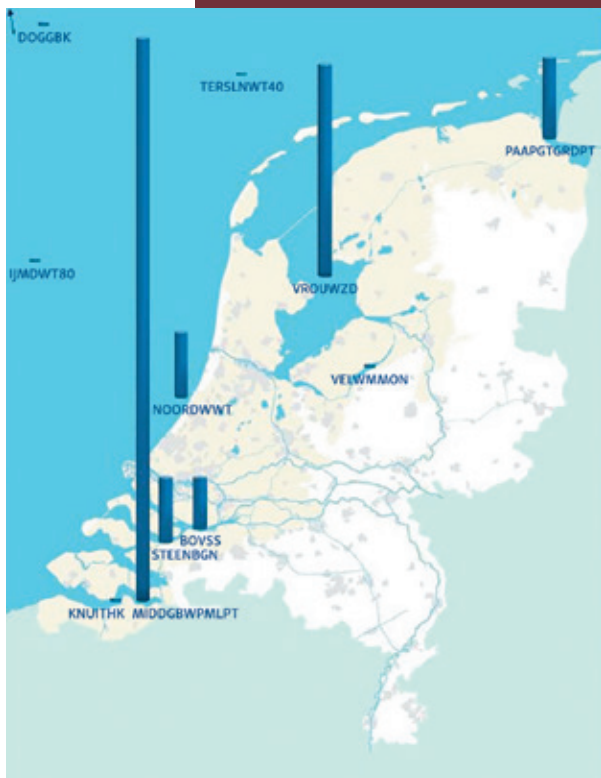 DOGGBK
TERSLNWT40
PAAPGTGRDPT
IJMDWT80
VROUWZD
VELWMMON
NOORDWWT
BOVSS
STEENBGN
KNUITHK MIDDGBWPMLPT